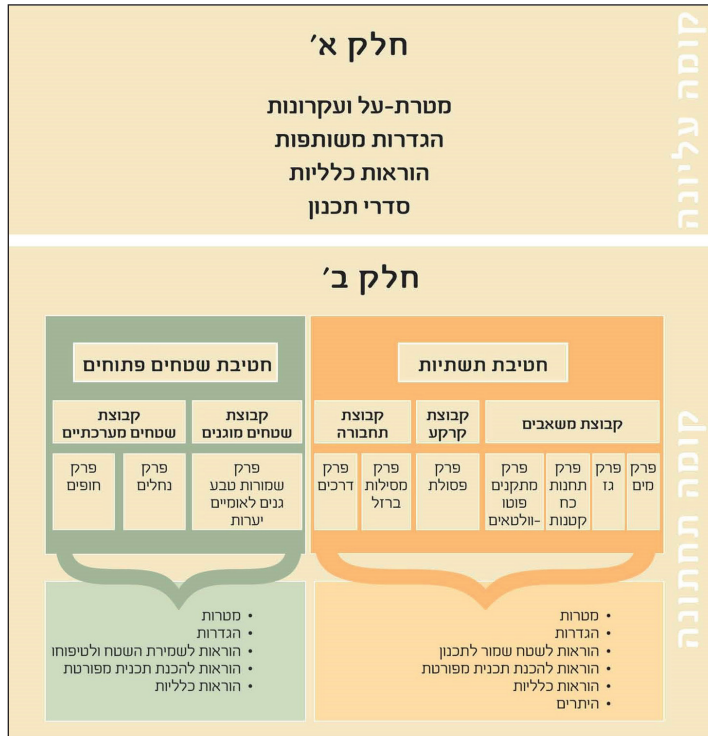 קומה עליונה
חלק א׳
מטרת-על ועקרונות
הגדרות משותפות
הוראות כלליות
סדרי תכנון
קומה תחתונה
חלק ב׳
חטיבת תשתיות
קבוצת משאבים
פרק
מים
פרק
גז
פרק
תחנות
כח
קטנות
פרק
מתקנים
פוטו
-וולטאים
קבוצת
קרקע
פרק
פסולת
קבוצת
תחבורה
פרק
מסילות
ברזל
פרק
דרכים
• מטרות
• הגדרות
• הוראות לשטח שמור לתכנון
• הוראות להכנת תכנית מפורטת
• הוראות כלליות
• היתרים
חטיבת שטחים פתוחים
קבוצת
שטחים מוגנים
פרק
שמורות טבע
גנים לאומיים
יערות
קבוצת
שטחים מערכתיים
פרק
נחלים
פרק
חופים
• מטרות
• הגדרות
• הוראות לשמירת השטח ולטיפוחו
• הוראות להכנת תכנית מפורטת
• הוראות כלליות